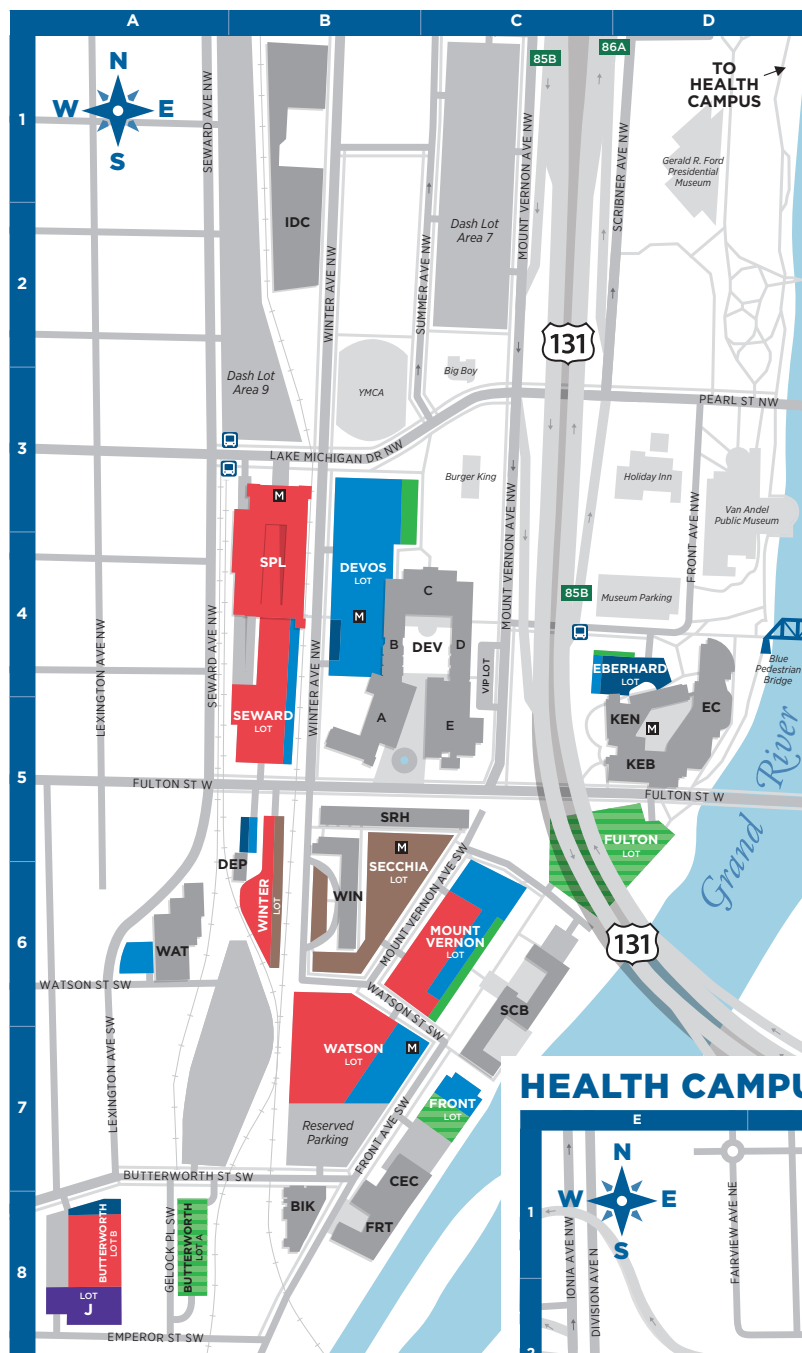 A B C D
85B
86A
N
W E
S
TO
HEALTH
CAMPUS
1
SEWARD AVE NW
MOUNT VERNON AVE NW
SCRIBNER AVE NW
Gerald R. Ford
Presidential
Museum
IDC
Dash Lot
Area 7
2
WINTER AVE NW
SUMMER AVE NW
131
Dash Lot
Area 9
YMCA
Big Boy
PEARL ST NW
3
LAKE MICHIGAN DR NW
Burger King
Holiday Inn
Van Andel
Public Museum
M
MOUNT VERNON AVE NW
FRONT AVE NW
SPL
DEVOS
LOT
C
85B
Museum Parking
4
M
LEXINGTON AVE NW
SEWARD AVE NW
WINTER AVE NW
B
DEV
D
VIP LOT
EBERHARD
LOT
Blue
Pedestrian
Bridge
SEWARD
LOT
A
E
KEN
M
EC
KEB
5
FULTON ST W
FULTON ST W
Grand River
SRH
M
SECCHIA
LOT
FULTON
LOT
DEP
WINTER
LOT
WIN
MOUNT VERNON AVE SW
6
WAT
MOUNT
VERNON
LOT
131
WATSON ST SW
WATSON ST SW
SCB
WATSON
LOT
M
7
LEXINGTON AVE SW
FRONT
LOT
Reserved
Parking
FRONT AVE SW
BUTTERWORTH ST SW
CEC
BIK
FRT
8
BUTTERWORTH
LOT B
GELOCK PL SW
BUTTERWORTH
LOT A
LOT
J
EMPEROR ST SW
HEALTH CAMPU
E
N
W E
S
1
IONIA AVE NW
DIVISION AVE N
FAIRVIEW AVE NE
2